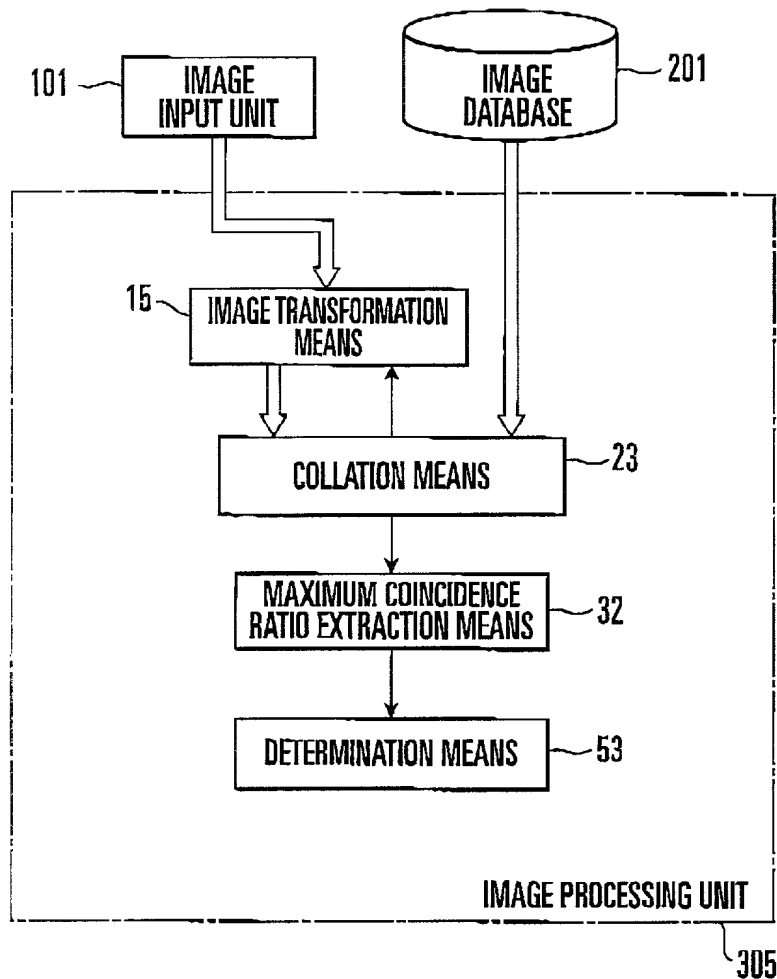 101
IMAGE
INPUT UNIT
IMAGE
DATABASE
201
15
IMAGE TRANSFORMATION
MEANS
COLLATION MEANS
23
MAXIMUM COINCIDENCE
RATIO EXTRACTION MEANS
32
DETERMINATION MEANS
53
IMAGE PROCESSING UNIT
305